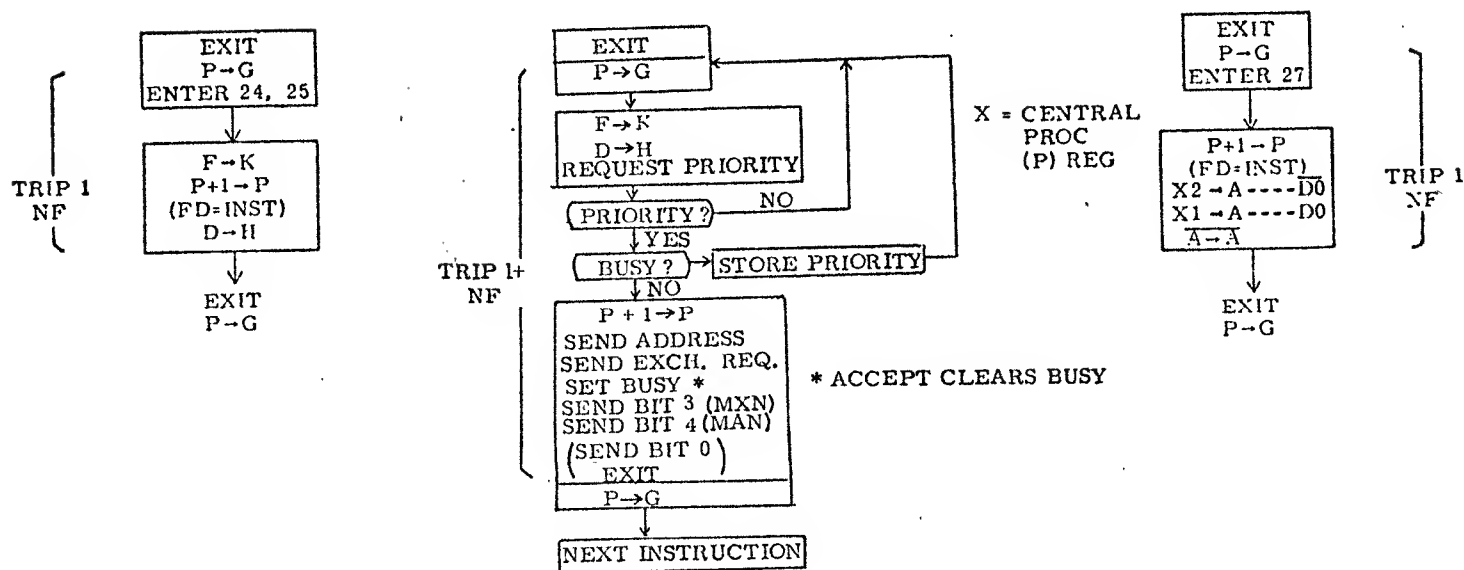 EXIT
P→G
ENTER 24, 25
TRIP 1
NF
F→K
P+1→P
(FD=INST)
D→H
EXIT
P→G
EXIT
P→G
F→K
D→H
REQUEST PRIORITY
PRIORITY?
NO
YES
BUSY?
STORE PRIORITY
NO
TRIP 1+
NF
P + 1→P
SEND ADDRESS
SEND EXCH. REQ.
SET BUSY *
SEND BIT 3 (MXN)
SEND BIT 4 (MAN)
(SEND BIT 0)
EXIT
P→G
NEXT INSTRUCTION
X = CENTRAL
PROC
(P) REG
* ACCEPT CLEARS BUSY
EXIT
P→G
ENTER 27
P+1→P
(FD=INST)
X2→A----D̅0̅
X1→A----D0
A̅→̅A̅
TRIP 1
NF
EXIT
P→G